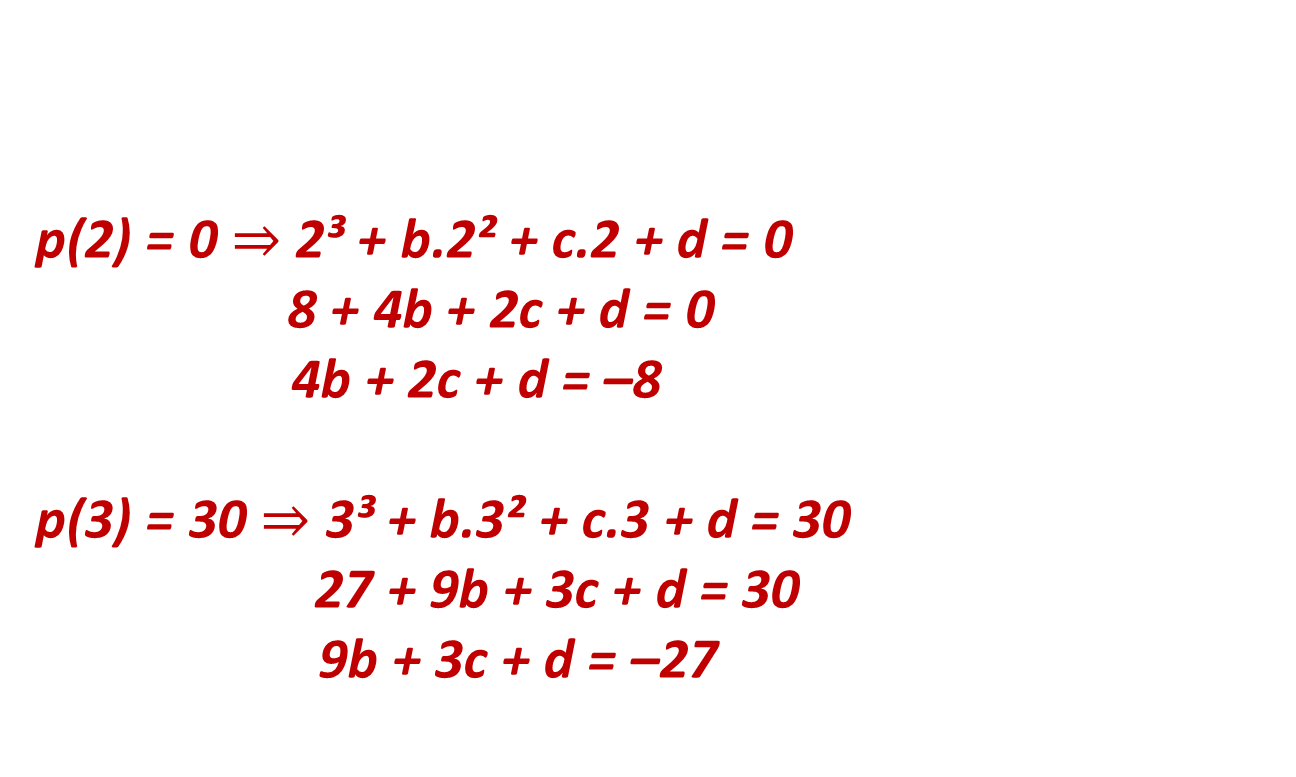 p(2) = 0 ⇒ 2³ + b.2² + c.2 + d = 0
8 + 4b + 2c + d = 0
4b + 2c + d = –8
p(3) = 30 ⇒ 3³ + b.3² + c.3 + d = 30
27 + 9b + 3c + d = 30
9b + 3c + d = –27